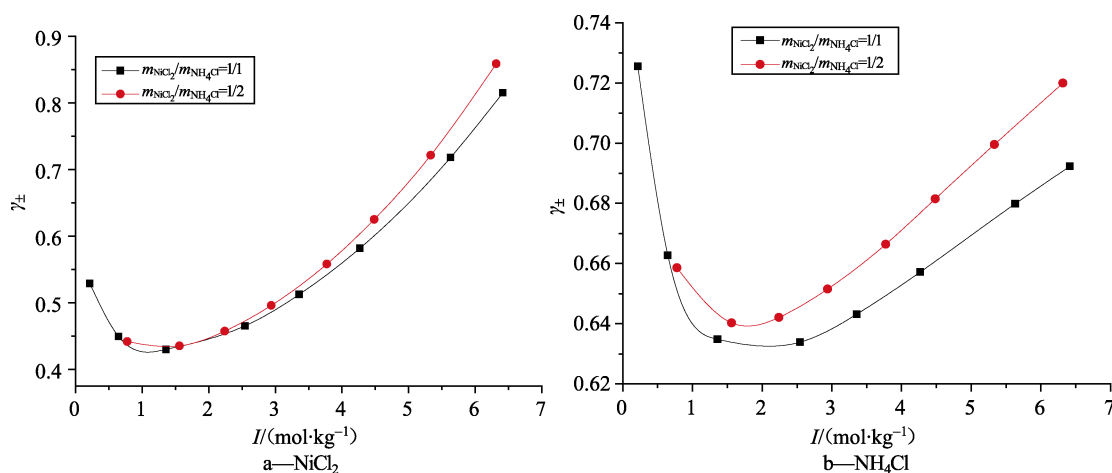 0.9
0.8
0.7
0.6
0.5
0.4
γ±
mNiCl₂/mNH₄Cl=1/1
mNiCl₂/mNH₄Cl=1/2
0 1 2 3 4 5 6 7
I/(mol·kg⁻¹)
a—NiCl₂
0.74
0.72
0.70
0.68
0.66
0.64
0.62
γ±
mNiCl₂/mNH₄Cl=1/1
mNiCl₂/mNH₄Cl=1/2
0 1 2 3 4 5 6 7
I/(mol·kg⁻¹)
b—NH₄Cl